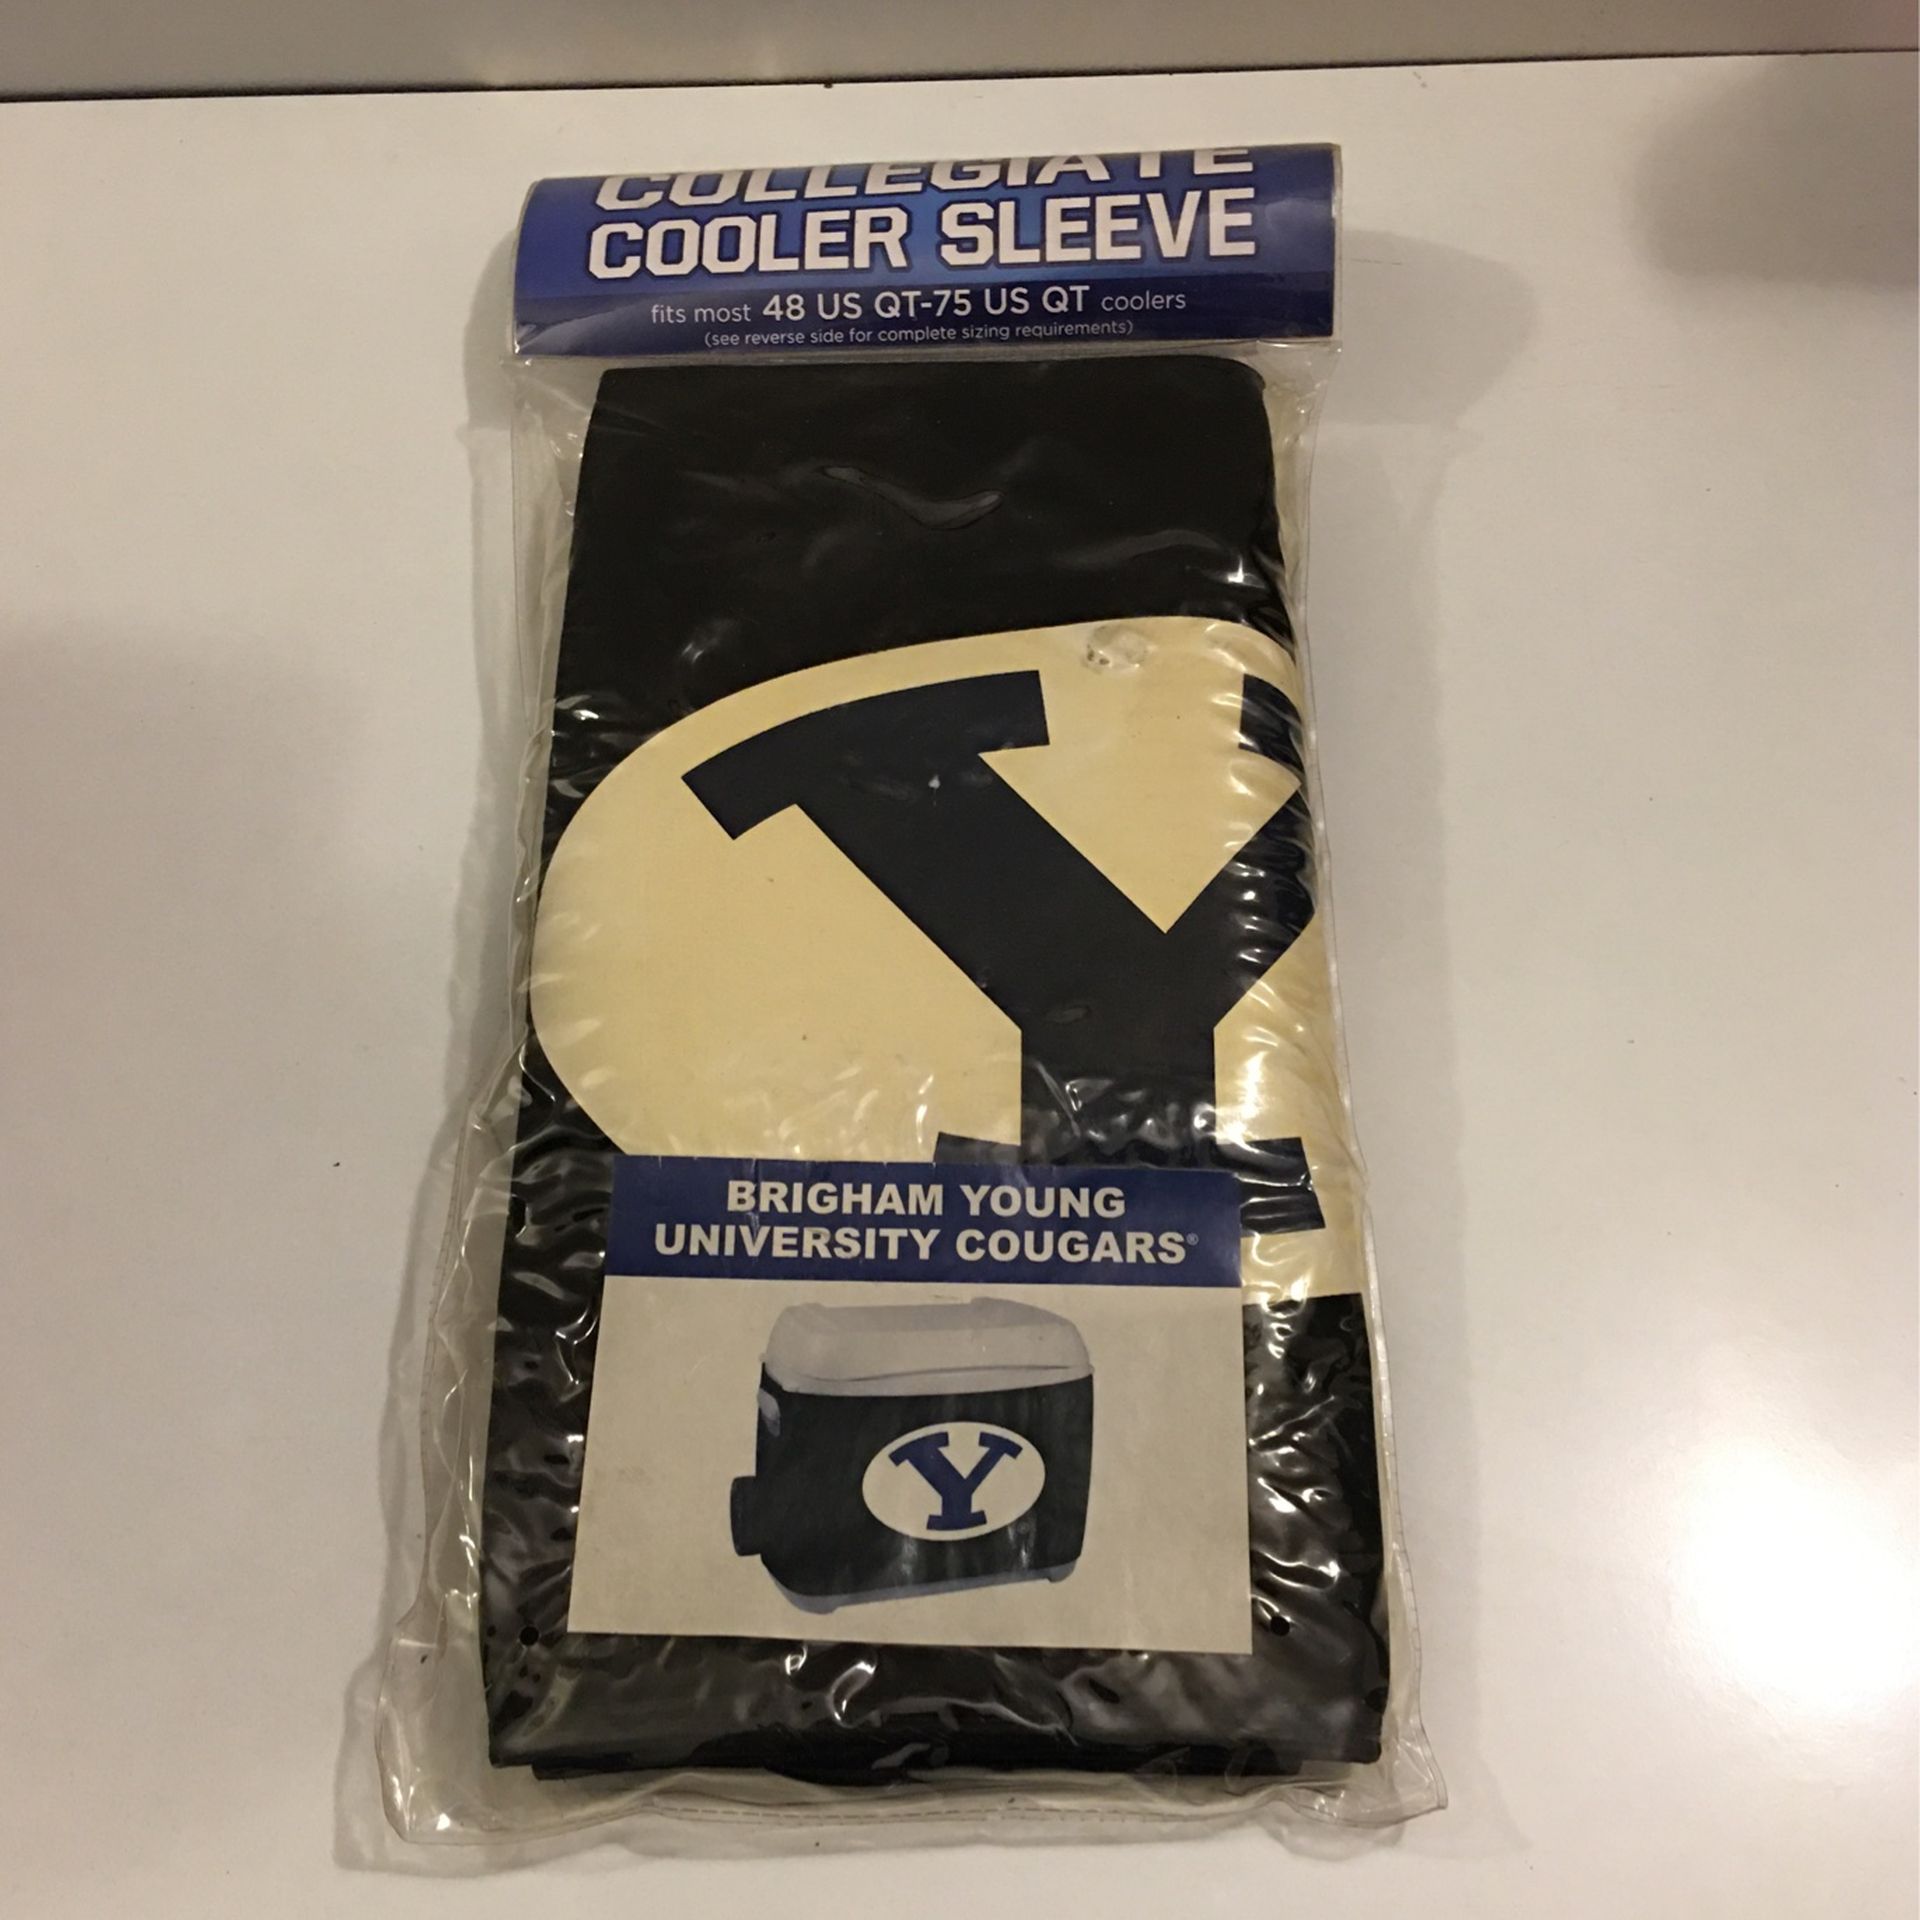 COLLEGIATE
COOLER SLEEVE
fits most 48 US QT-75 US QT coolers
(see reverse side for complete sizing requirements)
Y
BRIGHAM YOUNG
UNIVERSITY COUGARS®
Y